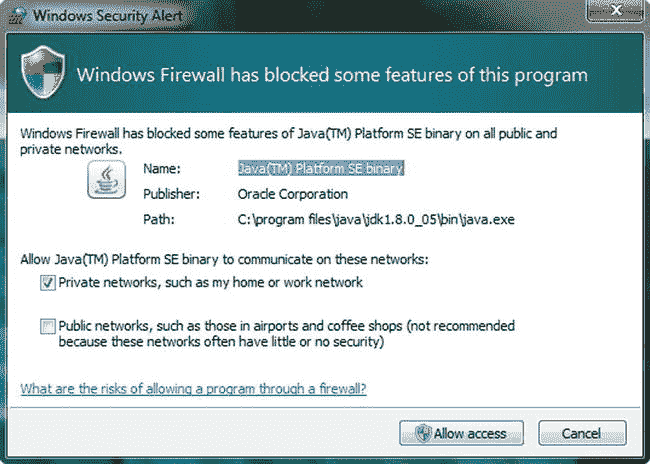 Windows Security Alert
Windows Firewall has blocked some features of this program
Windows Firewall has blocked some features of Java(TM) Platform SE binary on all public and
private networks.
Name: Java(TM) Platform SE binary
Publisher: Oracle Corporation
Path: C:\program files\java\jdk1.8.0_05\bin\java.exe
Allow Java(TM) Platform SE binary to communicate on these networks:
Private networks, such as my home or work network
Public networks, such as those in airports and coffee shops (not recommended
because these networks often have little or no security)
What are the risks of allowing a program through a firewall?
Allow access Cancel